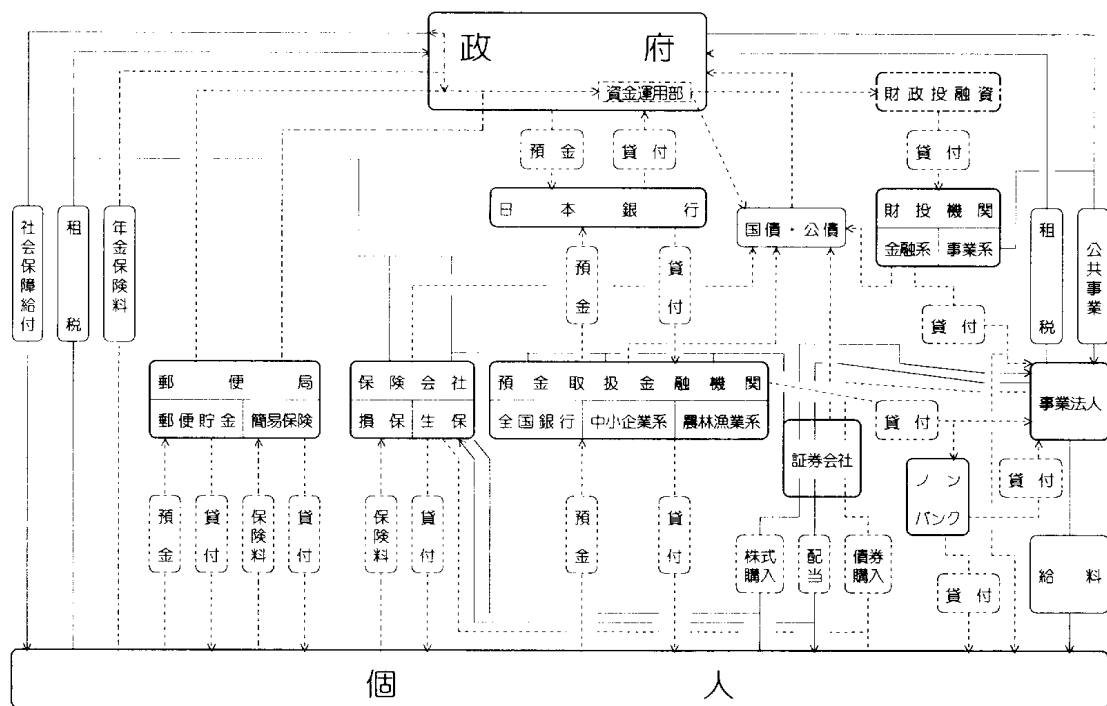 政府
資金運用部
財政投融資
預金
貸付
貸付
日本銀行
国債・公債
財投機関
金融系
事業系
社会保障給付
租税
年金保険料
預金
貸付
貸付
租税
公共事業
郵便局
郵便貯金
簡易保険
保険会社
損保
生保
預金取扱金融機関
全国銀行
中小企業系
農林漁業系
事業法人
貸付
証券会社
ノンバンク
貸付
預金
貸付
保険料
貸付
保険料
貸付
預金
貸付
株式購入
配当
債券購入
貸付
給料
個人